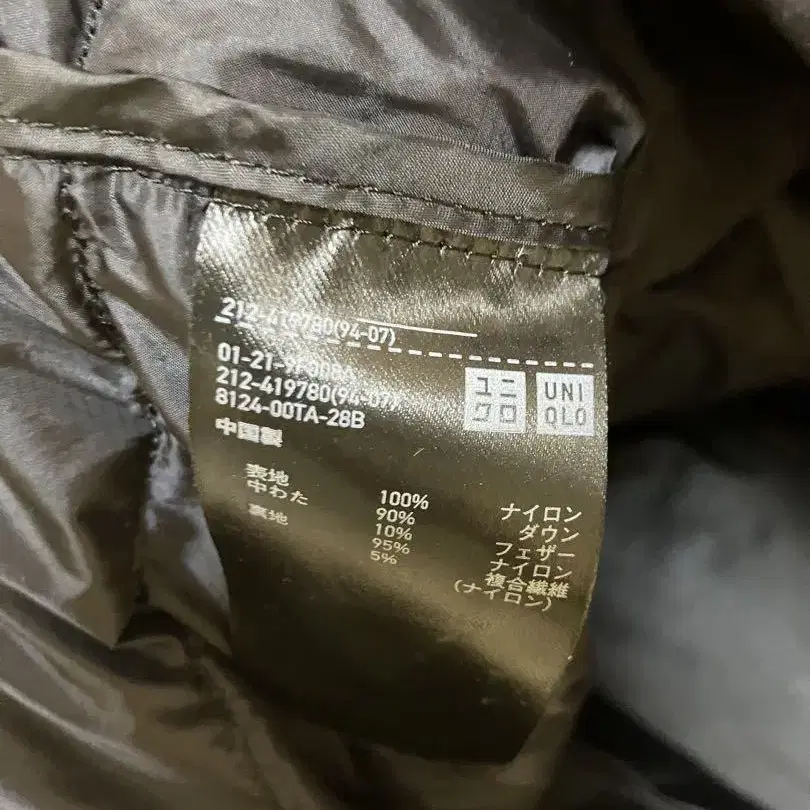 212-419780(94-07)
01-21
212-419780(94-07)
8124-00TA-28B
中国製
ユニ
クロ
UNI
QLO
表地 100% ナイロン
中わた 90% ダウン
10% フェザー
裏地 95% ナイロン
5% 複合繊維
(ナイロン)